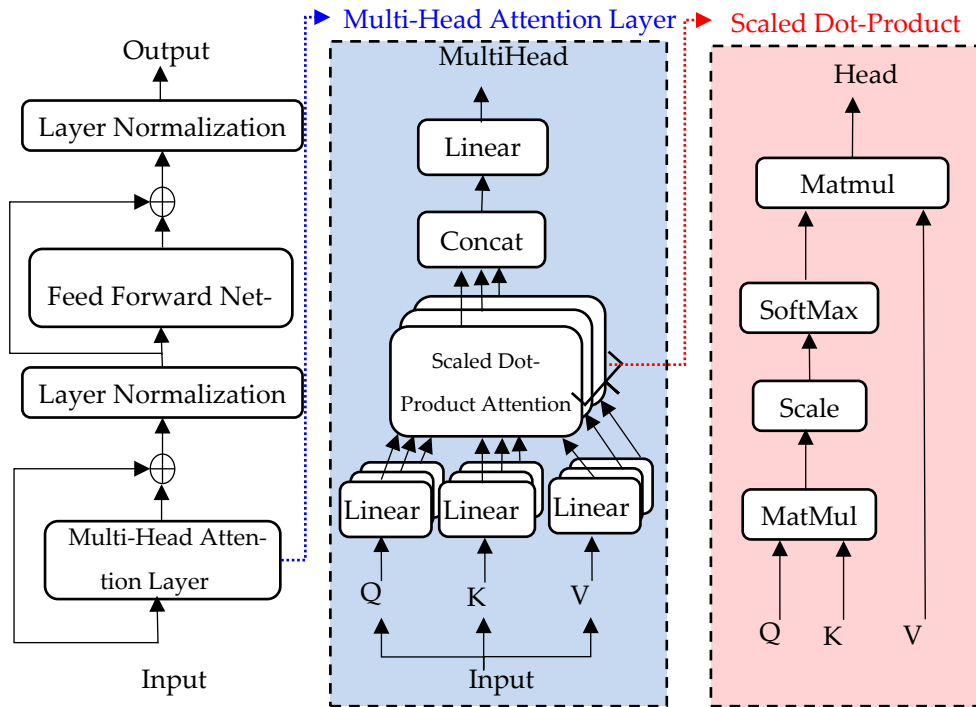 Multi-Head Attention Layer
Scaled Dot-Product
Output
Layer Normalization
Feed Forward Net-
Layer Normalization
Multi-Head Atten-
tion Layer
Input
MultiHead
Linear
Concat
Scaled Dot-
Product Attention
Linear
Linear
Linear
Q
K
V
Input
Head
Matmul
SoftMax
Scale
MatMul
Q
K
V